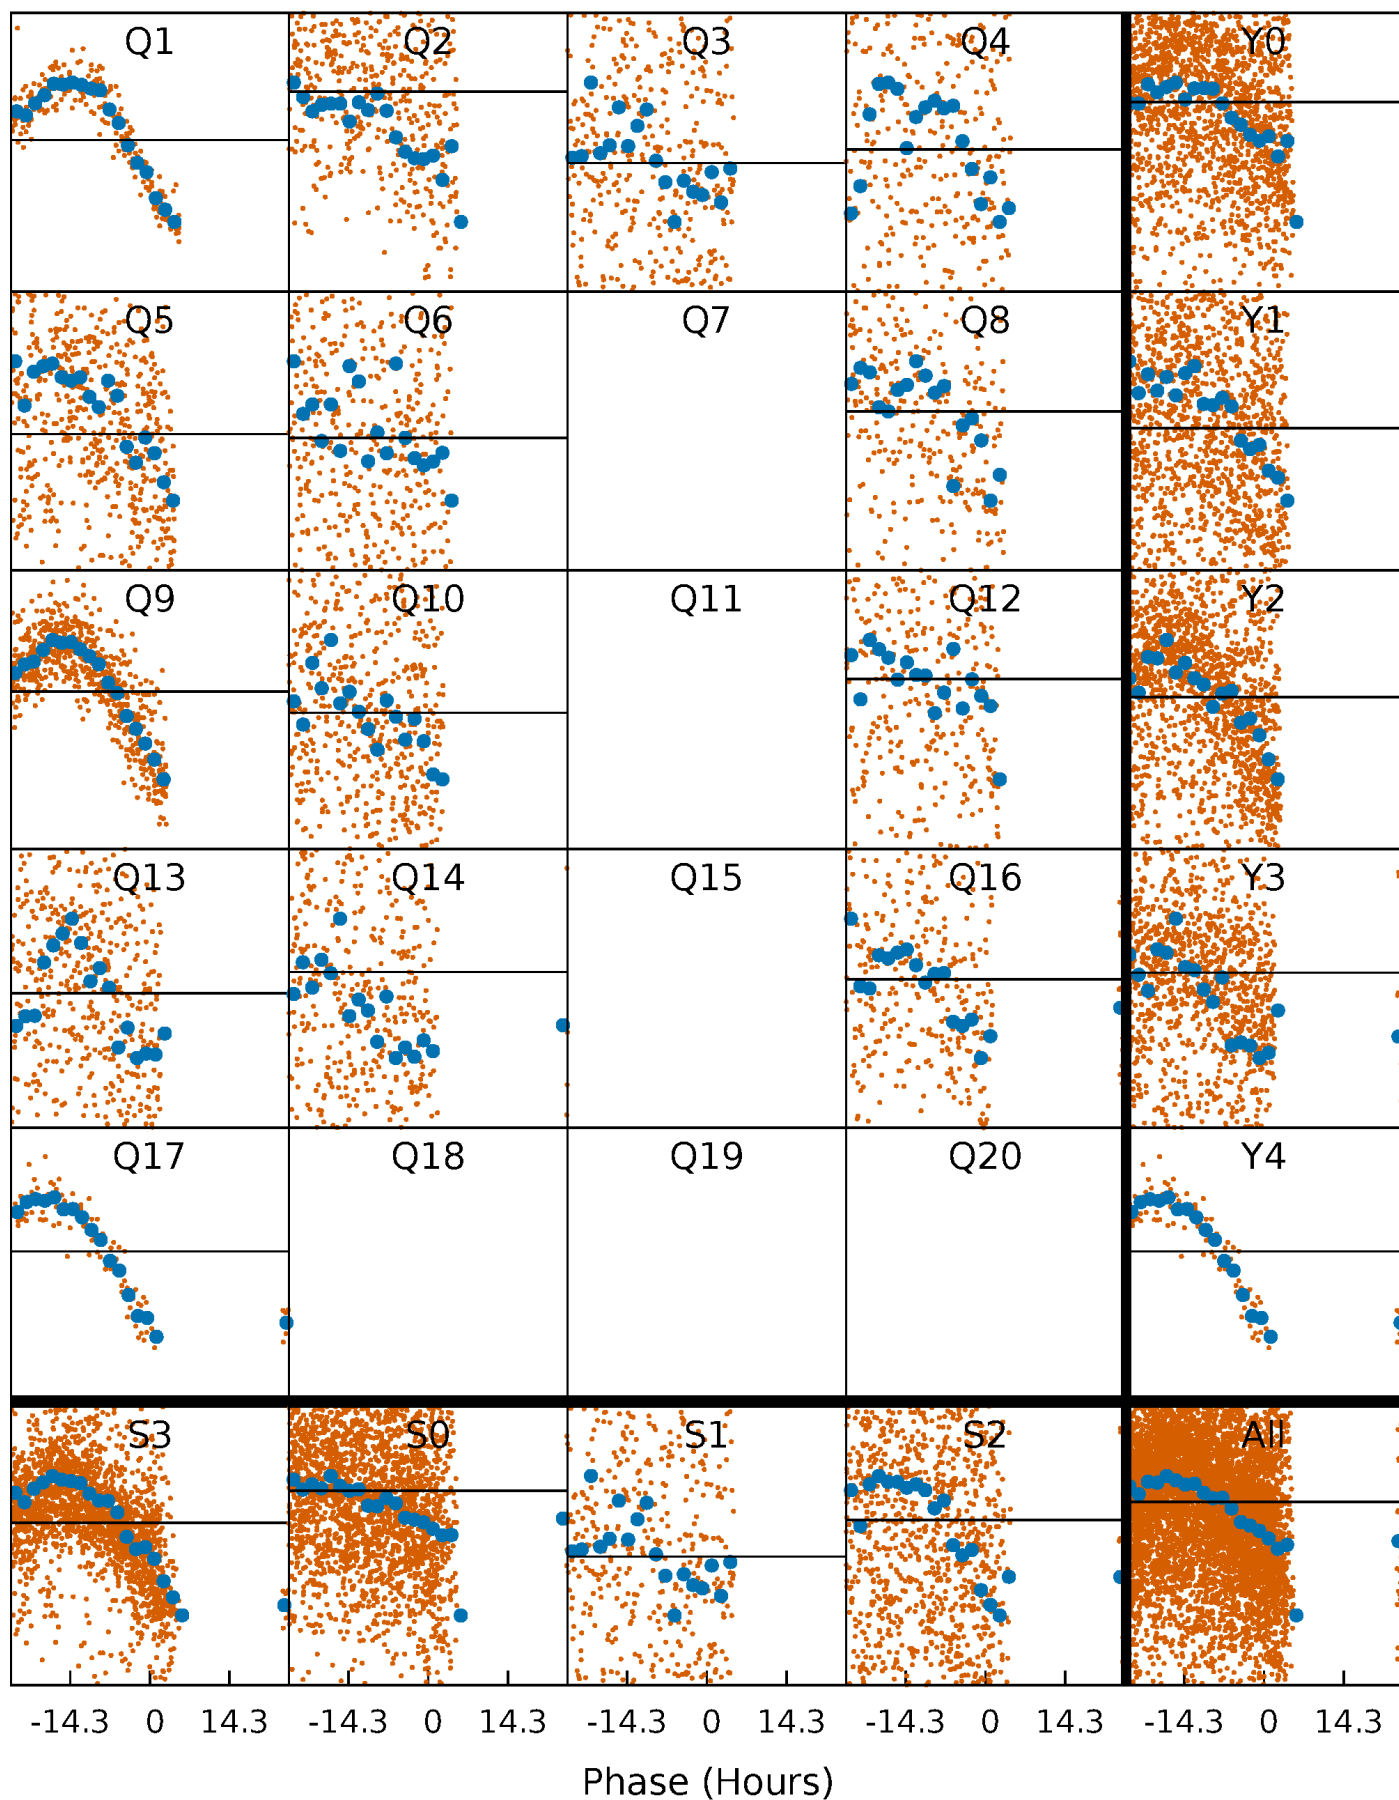 Q1 Q2 Q3 Q4 Y0
Q5 Q6 Q7 Q8 Y1
Q9 Q10 Q11 Q12 Y2
Q13 Q14 Q15 Q16 Y3
Q17 Q18 Q19 Q20 Y4
S3 S0 S1 S2 All
-14.3 0 14.3 -14.3 0 14.3 -14.3 0 14.3 -14.3 0 14.3 -14.3 0 14.3
Phase (Hours)